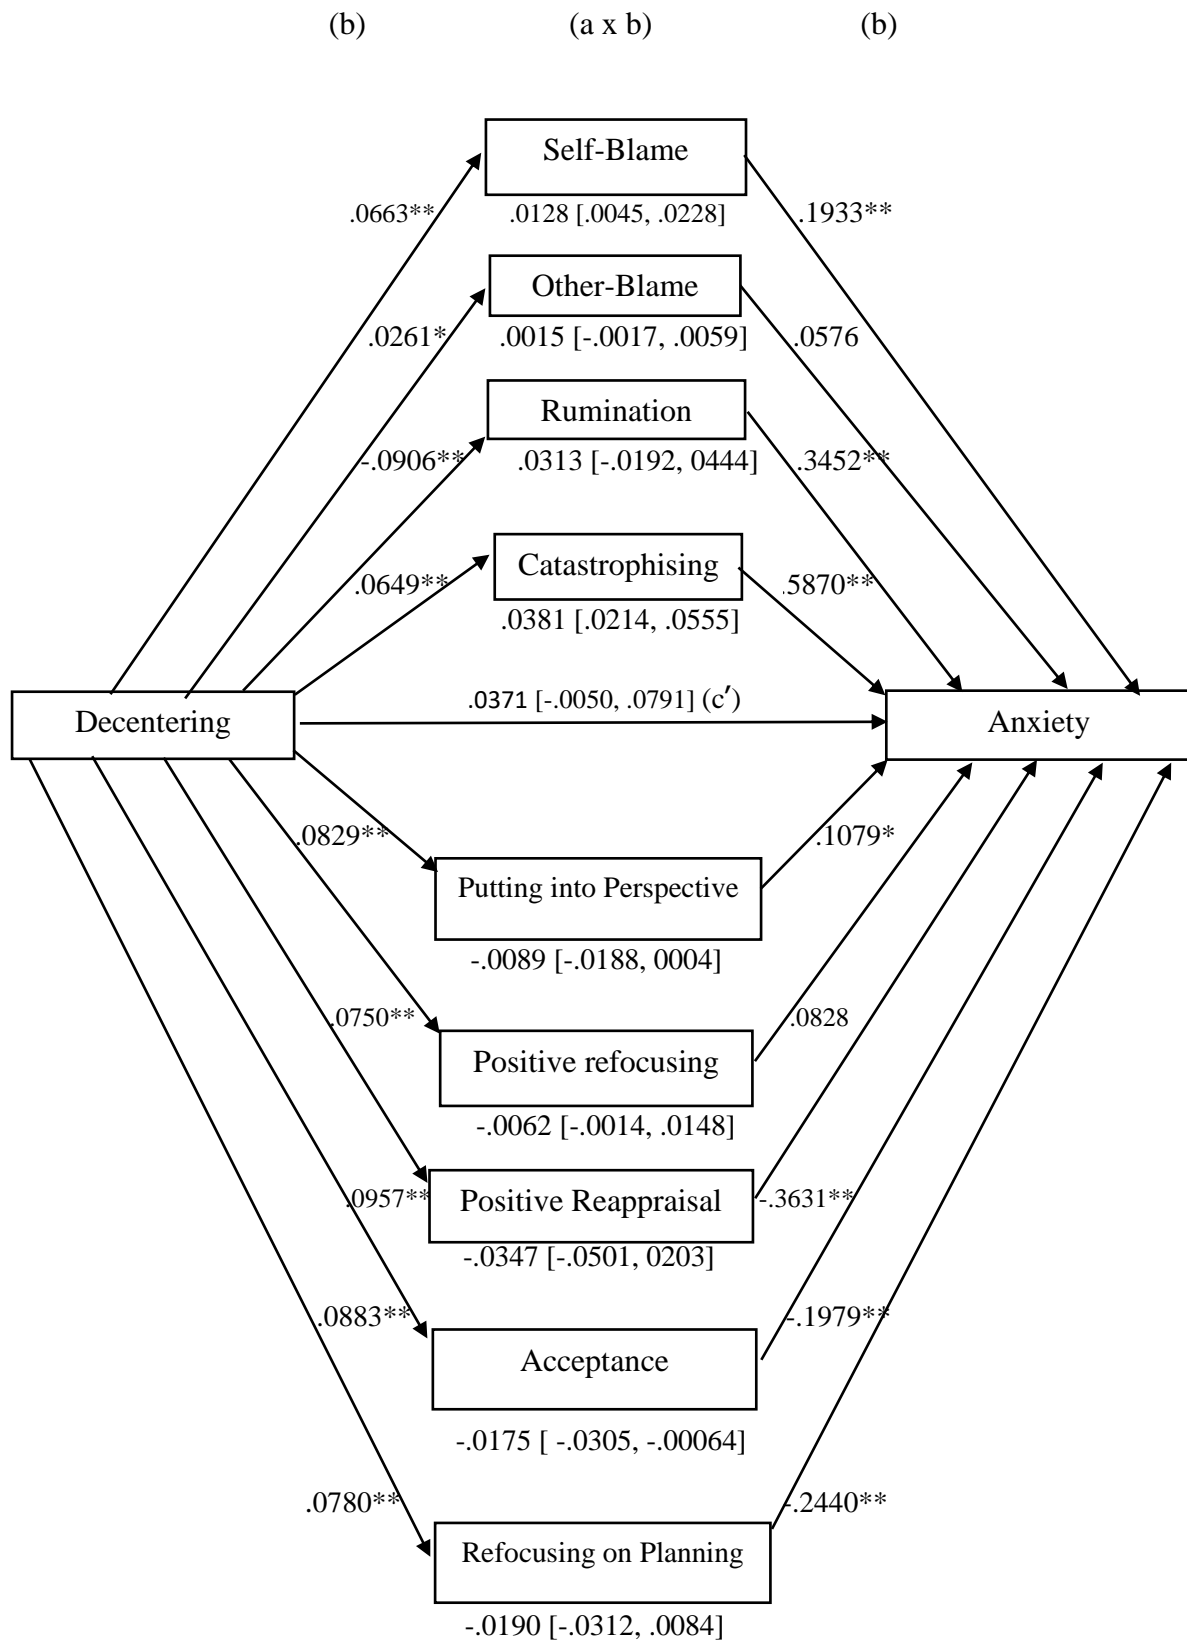 (b) (a x b) (b)
Self-Blame
.0663** .0128 [.0045, .0228] .1933**
Other-Blame
.0261* .0015 [-.0017, .0059] .0576
Rumination
-.0906** .0313 [-.0192, 0444] .3452**
Catastrophising
.0649** .5870**
.0381 [.0214, .0555]
.0371 [-.0050, .0791] (c′)
Decentering Anxiety
.0829** .1079*
Putting into Perspective
-.0089 [-.0188, 0004]
.0750** .0828
Positive refocusing
-.0062 [-.0014, .0148]
.0957** Positive Reappraisal -.3631**
-.0347 [-.0501, 0203]
.0883** -.1979**
Acceptance
-.0175 [ -.0305, -.00064]
.0780** -.2440**
Refocusing on Planning
-.0190 [-.0312, .0084]